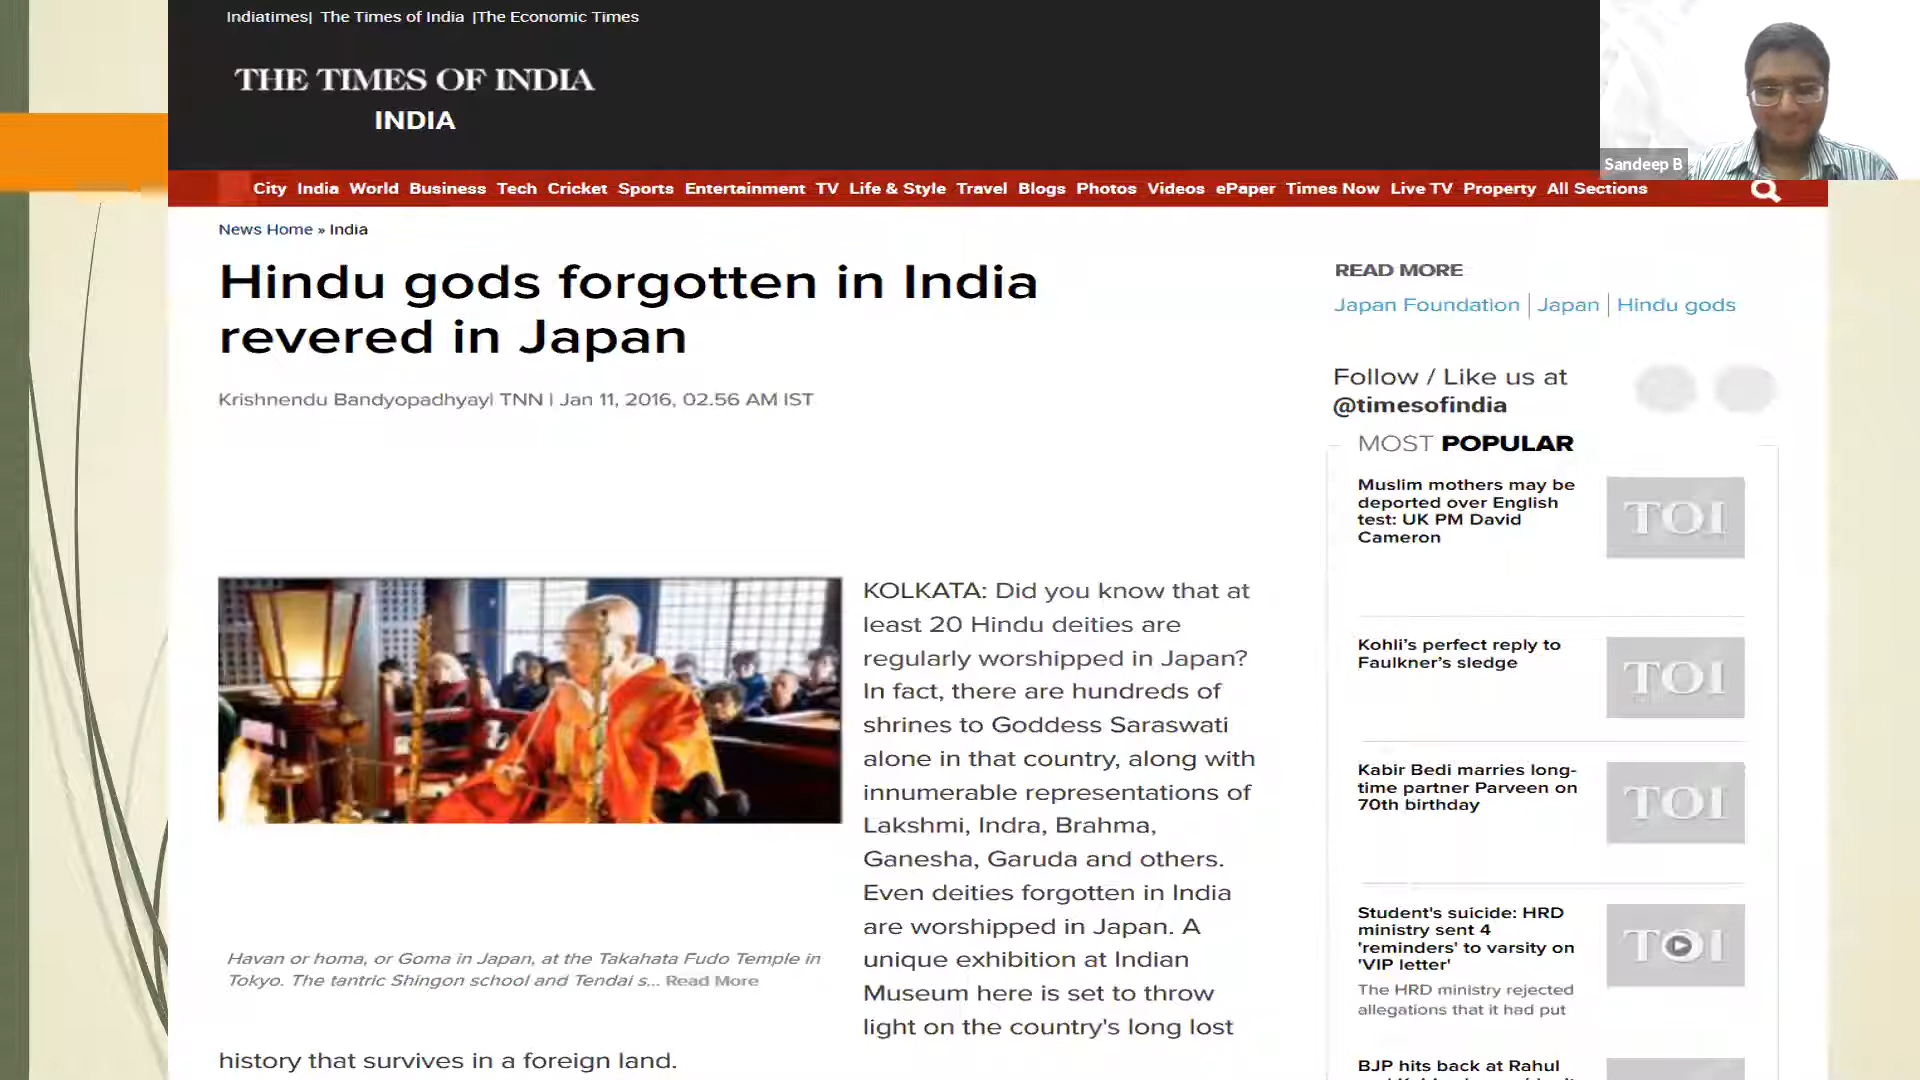 Indiatimes| The Times of India |The Economic Times
THE TIMES OF INDIA
INDIA
Sandeep B
City India World Business Tech Cricket Sports Entertainment TV Life & Style Travel Blogs Photos Videos ePaper Times Now Live TV Property All Sections
News Home » India
Hindu gods forgotten in India
revered in Japan
Krishnendu Bandyopadhyay| TNN | Jan 11, 2016, 02.56 AM IST
KOLKATA: Did you know that at
least 20 Hindu deities are
regularly worshipped in Japan?
In fact, there are hundreds of
shrines to Goddess Saraswati
alone in that country, along with
innumerable representations of
Lakshmi, Indra, Brahma,
Ganesha, Garuda and others.
Even deities forgotten in India
are worshipped in Japan. A
unique exhibition at Indian
Museum here is set to throw
light on the country's long lost
history that survives in a foreign land.
Havan or homa, or Goma in Japan, at the Takahata Fudo Temple in
Tokyo. The tantric Shingon school and Tendai s... Read More
READ MORE
Japan Foundation | Japan | Hindu gods
Follow / Like us at
@timesofindia
MOST POPULAR
Muslim mothers may be
deported over English
test: UK PM David
Cameron
TOI
Kohli's perfect reply to
Faulkner's sledge
TOI
Kabir Bedi marries long-
time partner Parveen on
70th birthday
TOI
Student's suicide: HRD
ministry sent 4
'reminders' to varsity on
'VIP letter'
TOI
The HRD ministry rejected
allegations that it had put
BJP hits back at Rahul